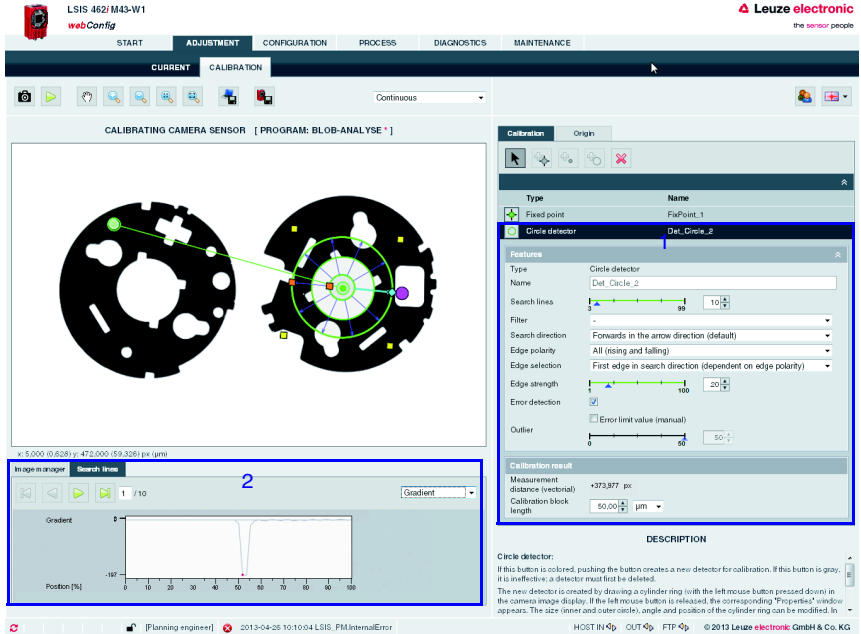 LSIS 462i M43-W1
webConfig
Leuze electronic
the sensor people
START ADJUSTMENT CONFIGURATION PROCESS DIAGNOSTICS MAINTENANCE
CURRENT CALIBRATION
Continuous
CALIBRATING CAMERA SENSOR [ PROGRAM: BLOB-ANALYSE * ]
x: 5,000 (0,628) y: 472,000 (59,326) px (µm)
Image manager Search lines
2
1 / 10
Gradient
Gradient
0
-197
Position [%]
0 10 20 30 40 50 60 70 80 90 100
Calibration Origin
Type Name
Fixed point FixPoint_1
Circle detector Det_Circle_2
1
Features
Type Circle detector
Name Det_Circle_2
Search lines 3 99 10
Filter -
Search direction Forwards in the arrow direction (default)
Edge polarity All (rising and falling)
Edge selection First edge in search direction (dependent on edge polarity)
Edge strength 1 100 20
Error detection
Error limit value (manual)
Outlier 0 50 50
Calibration result
Measurement
distance (vectorial) +373,977 px
Calibration block
length 50,00 µm
DESCRIPTION
Circle detector:
If this button is colored, pushing the button creates a new detector for calibration. If this button is gray,
it is ineffective; a detector must first be deleted.
The new detector is created by drawing a cylinder ring (with the left mouse button pressed down) in
the camera image display. If the left mouse button is released, the corresponding "Properties" window
appears. The size (inner and outer circle), angle and position of the cylinder ring can be modified. In
[Planning engineer] 2013-04-26 10:10:04 LSIS_PM.InternalError
HOST IN OUT FTP © 2013 Leuze electronic GmbH & Co. KG